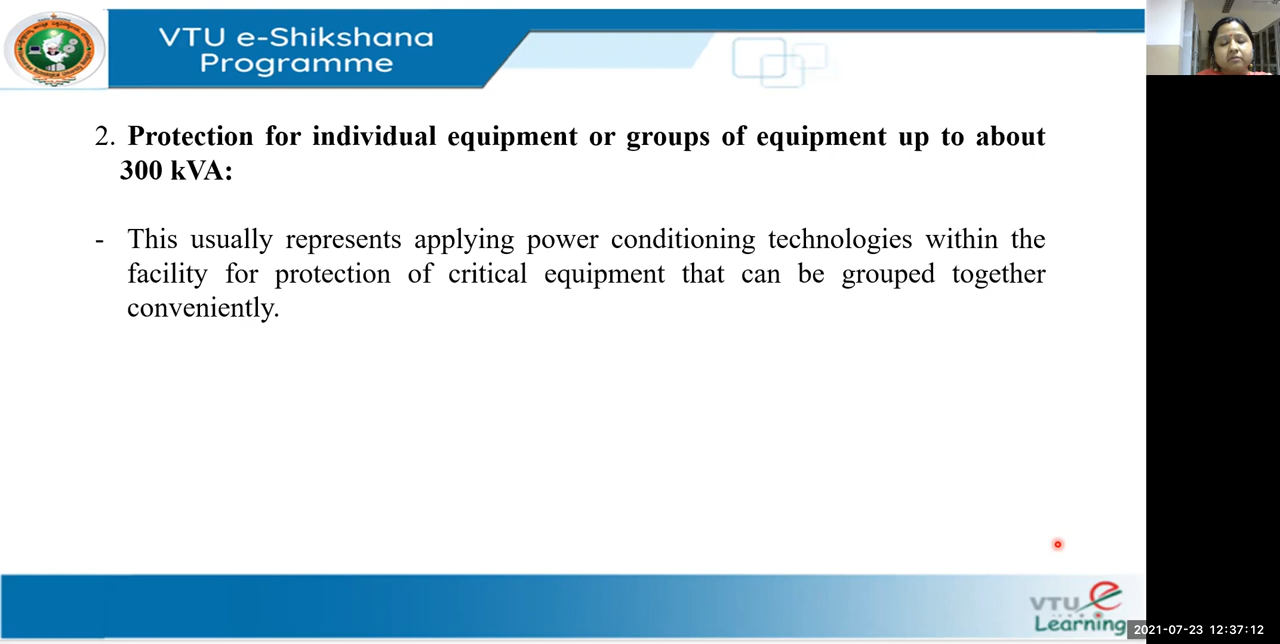 VTU e-Shikshana
Programme
2. Protection for individual equipment or groups of equipment up to about
300 kVA:
- This usually represents applying power conditioning technologies within the
facility for protection of critical equipment that can be grouped together
conveniently.
VTU e
Learning
2021-07-23 12:37:12